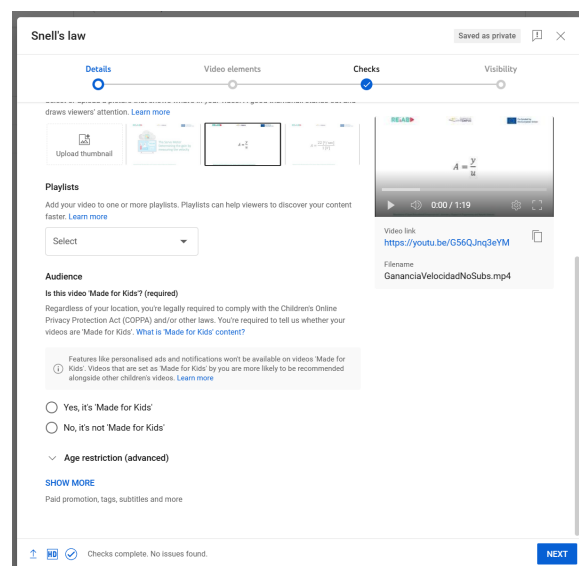 Snell's law
Saved as private
Details
Video elements
Checks
Visibility
draws viewers' attention. Learn more
Upload thumbnail
A = y/u
A = y/u
Playlists
Add your video to one or more playlists. Playlists can help viewers to discover your content
faster. Learn more
Select
0:00 / 1:19
Video link
https://youtu.be/G56QJnq3eYM
Filename
GananciaVelocidadNoSubs.mp4
Audience
Is this video 'Made for Kids'? (required)
Regardless of your location, you're legally required to comply with the Children's Online
Privacy Protection Act (COPPA) and/or other laws. You're required to tell us whether your
videos are 'Made for Kids'. What is 'Made for Kids' content?
Features like personalised ads and notifications won't be available on videos 'Made for
Kids'. Videos that are set as 'Made for Kids' by you are more likely to be recommended
alongside other children's videos. Learn more
Yes, it's 'Made for Kids'
No, it's not 'Made for Kids'
Age restriction (advanced)
SHOW MORE
Paid promotion, tags, subtitles and more
HD
Checks complete. No issues found.
NEXT